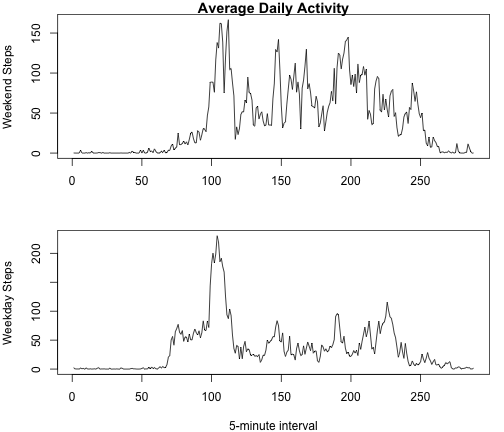 Average Daily Activity
Weekend Steps
150
100
50
0
0 50 100 150 200 250
Weekday Steps
200
100
50
0
0 50 100 150 200 250
5-minute interval